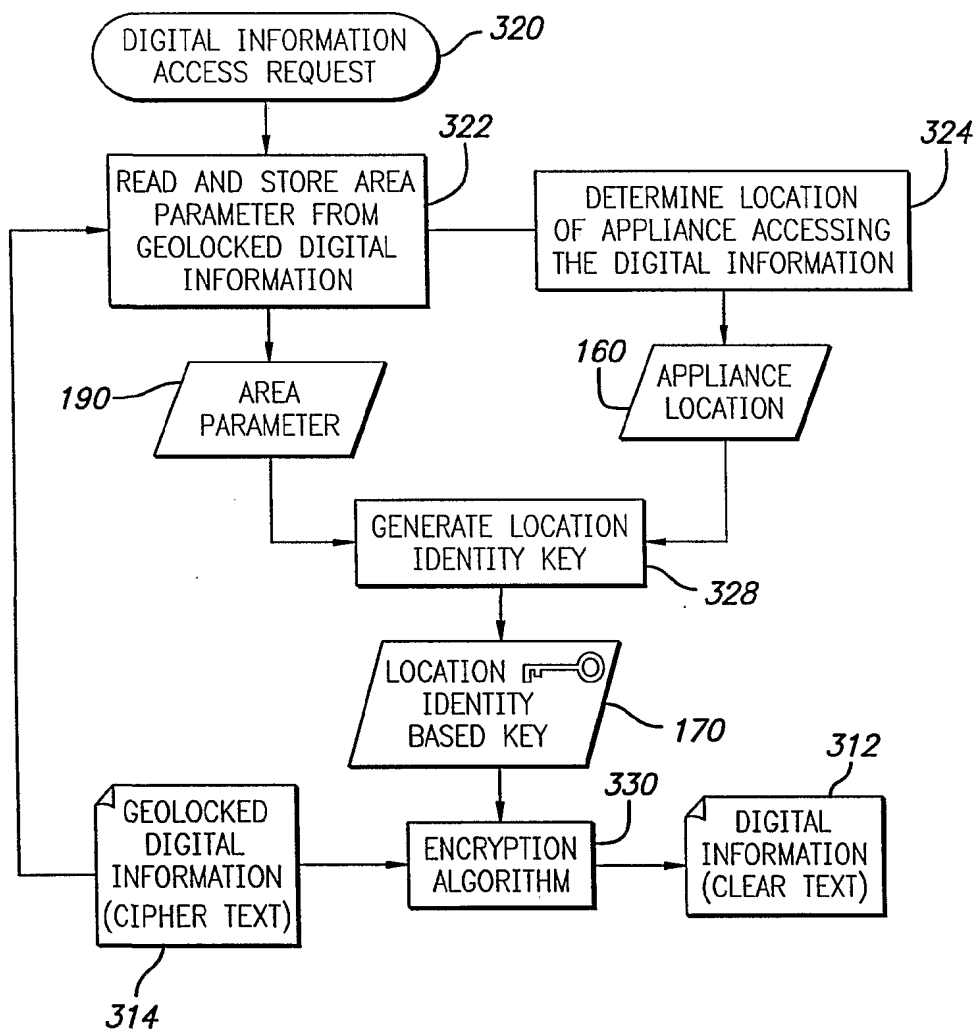 DIGITAL INFORMATION
ACCESS REQUEST
320
READ AND STORE AREA
PARAMETER FROM
GEOLOCKED DIGITAL
INFORMATION
322
DETERMINE LOCATION
OF APPLIANCE ACCESSING
THE DIGITAL INFORMATION
324
190
AREA
PARAMETER
160
APPLIANCE
LOCATION
GENERATE LOCATION
IDENTITY KEY
328
LOCATION
IDENTITY
BASED KEY
170
GEOLOCKED
DIGITAL
INFORMATION
(CIPHER TEXT)
314
ENCRYPTION
ALGORITHM
330
DIGITAL
INFORMATION
(CLEAR TEXT)
312